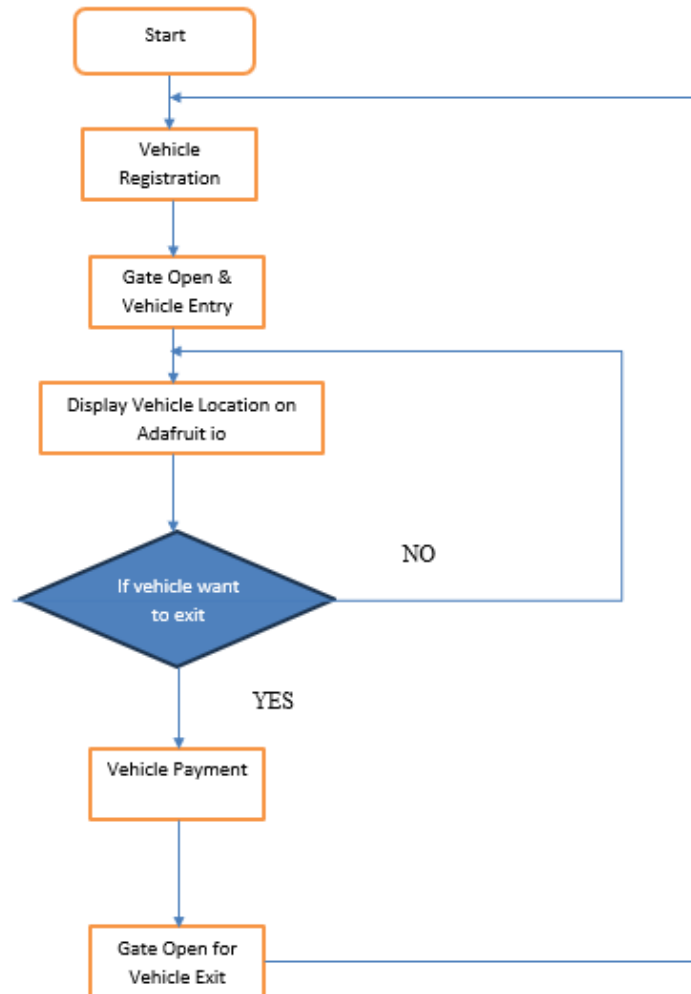 Start
Vehicle
Registration
Gate Open &
Vehicle Entry
Display Vehicle Location on
Adafruit io
If vehicle want
to exit
NO
YES
Vehicle Payment
Gate Open for
Vehicle Exit